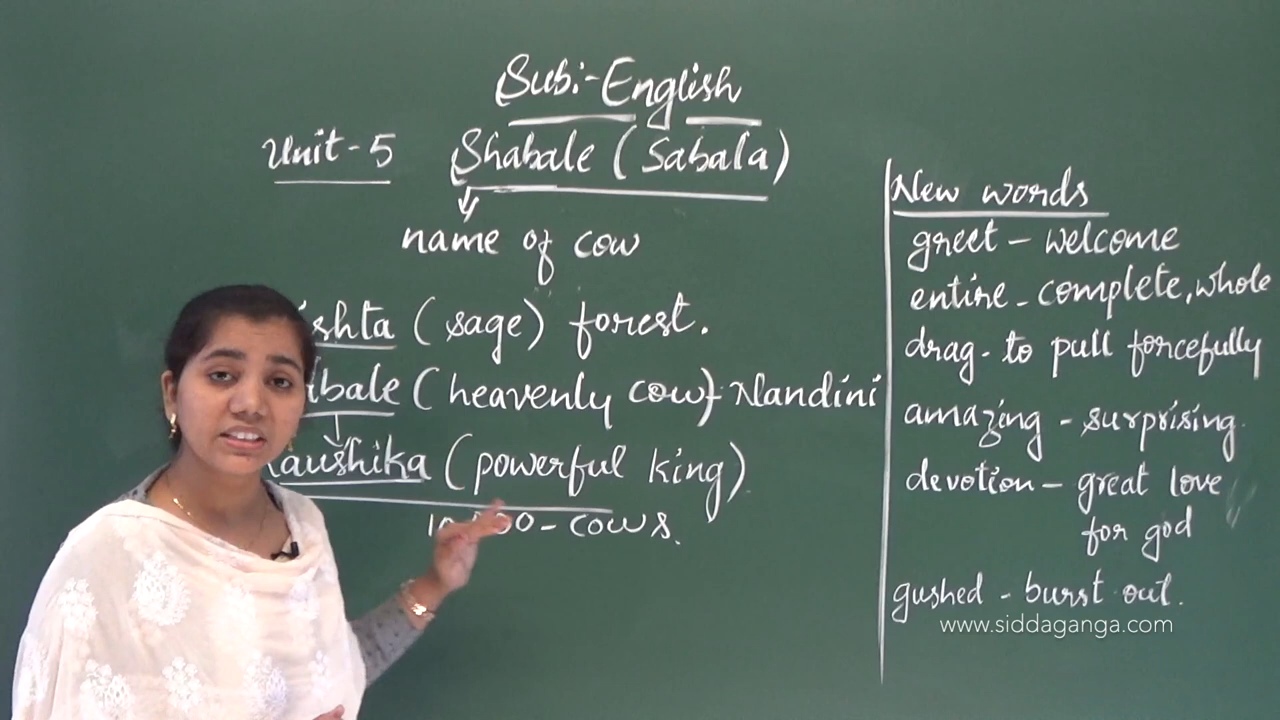 Sub:- English
Unit - 5 Shabale (Sabala)
name of cow
(sage) forest.
(heavenly cow) - Nandini
Kaushika (powerful king)
cows.
New words
greet - welcome
entire - complete, whole
drag - to pull forcefully
amazing - surprising.
devotion - great love
for god
gushed - burst out.
www.siddaganga.com